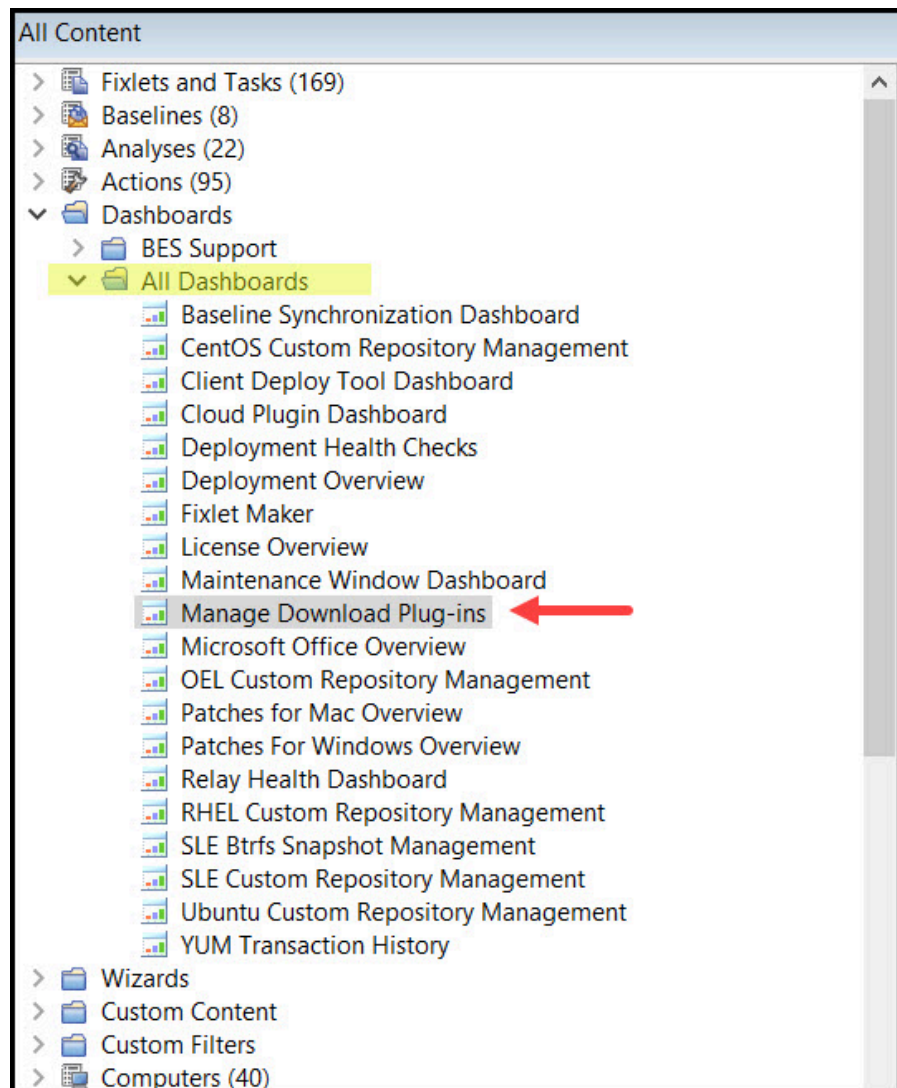 All Content
Fixlets and Tasks (169)
Baselines (8)
Analyses (22)
Actions (95)
Dashboards
BES Support
All Dashboards
Baseline Synchronization Dashboard
CentOS Custom Repository Management
Client Deploy Tool Dashboard
Cloud Plugin Dashboard
Deployment Health Checks
Deployment Overview
Fixlet Maker
License Overview
Maintenance Window Dashboard
Manage Download Plug-ins
Microsoft Office Overview
OEL Custom Repository Management
Patches for Mac Overview
Patches For Windows Overview
Relay Health Dashboard
RHEL Custom Repository Management
SLE Btrfs Snapshot Management
SLE Custom Repository Management
Ubuntu Custom Repository Management
YUM Transaction History
Wizards
Custom Content
Custom Filters
Computers (40)